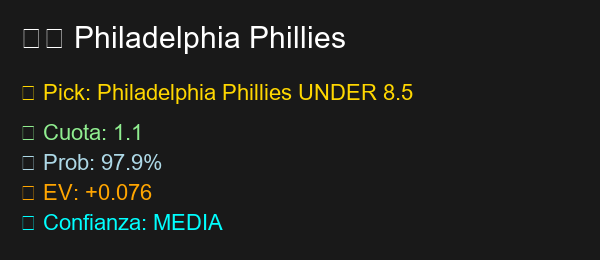 Philadelphia Phillies
Pick: Philadelphia Phillies UNDER 8.5
Cuota: 1.1
Prob: 97.9%
EV: +0.076
Confianza: MEDIA